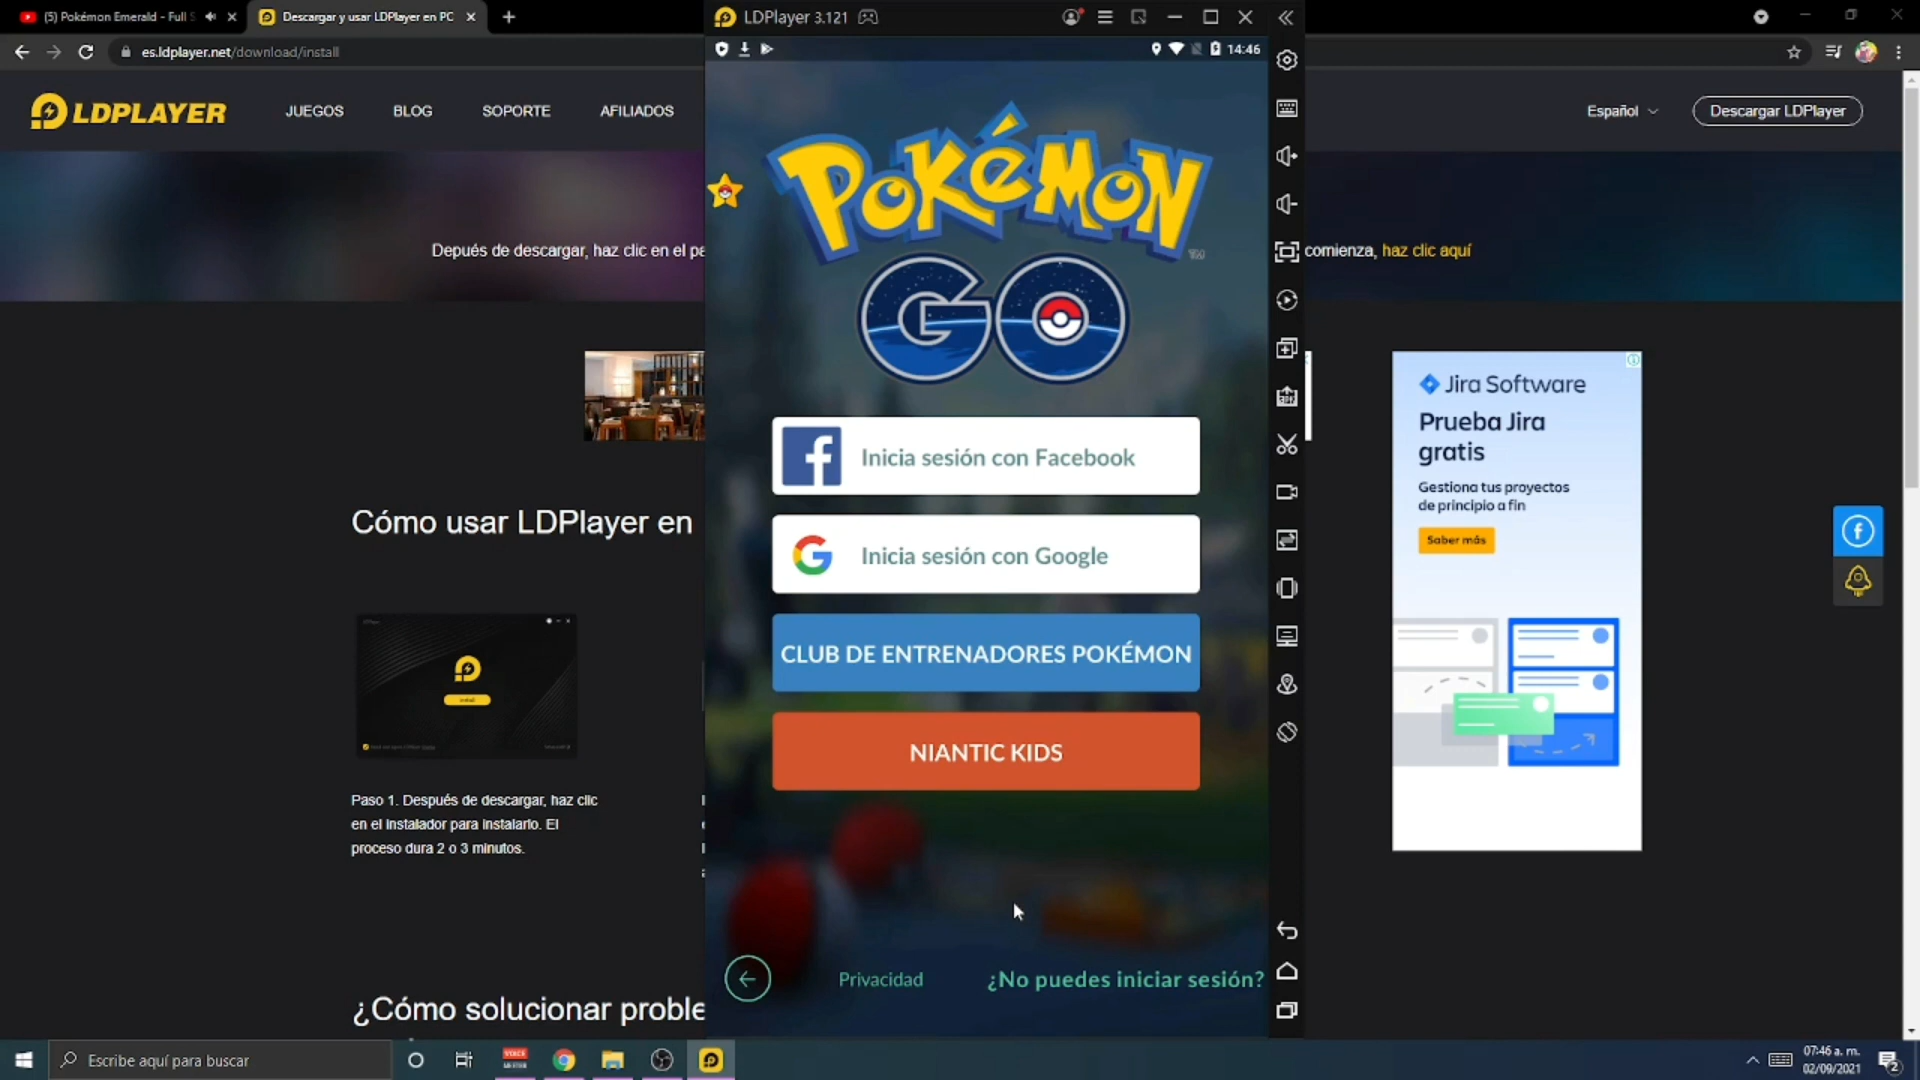 (5) Pokémon Emerald - Full S
Descargar y usar LDPlayer en PC
LDPlayer 3.121
es.ldplayer.net/download/install
14:46
LDPLAYER
JUEGOS
BLOG
SOPORTE
AFILIADOS
Español
Descargar LDPlayer
POKéMON
TM
GO
Depués de descargar, haz clic en el pa
comienza, haz clic aquí
Jira Software
Prueba Jira
gratis
Gestiona tus proyectos
de principio a fin
Saber más
Inicia sesión con Facebook
Inicia sesión con Google
CLUB DE ENTRENADORES POKÉMON
NIANTIC KIDS
Cómo usar LDPlayer en
Paso 1. Después de descargar, haz clic
en el instalador para instalarlo. El
proceso dura 2 o 3 minutos.
Privacidad
¿No puedes iniciar sesión?
¿Cómo solucionar proble
Escribe aquí para buscar
07:46 a. m.
02/09/2021
2